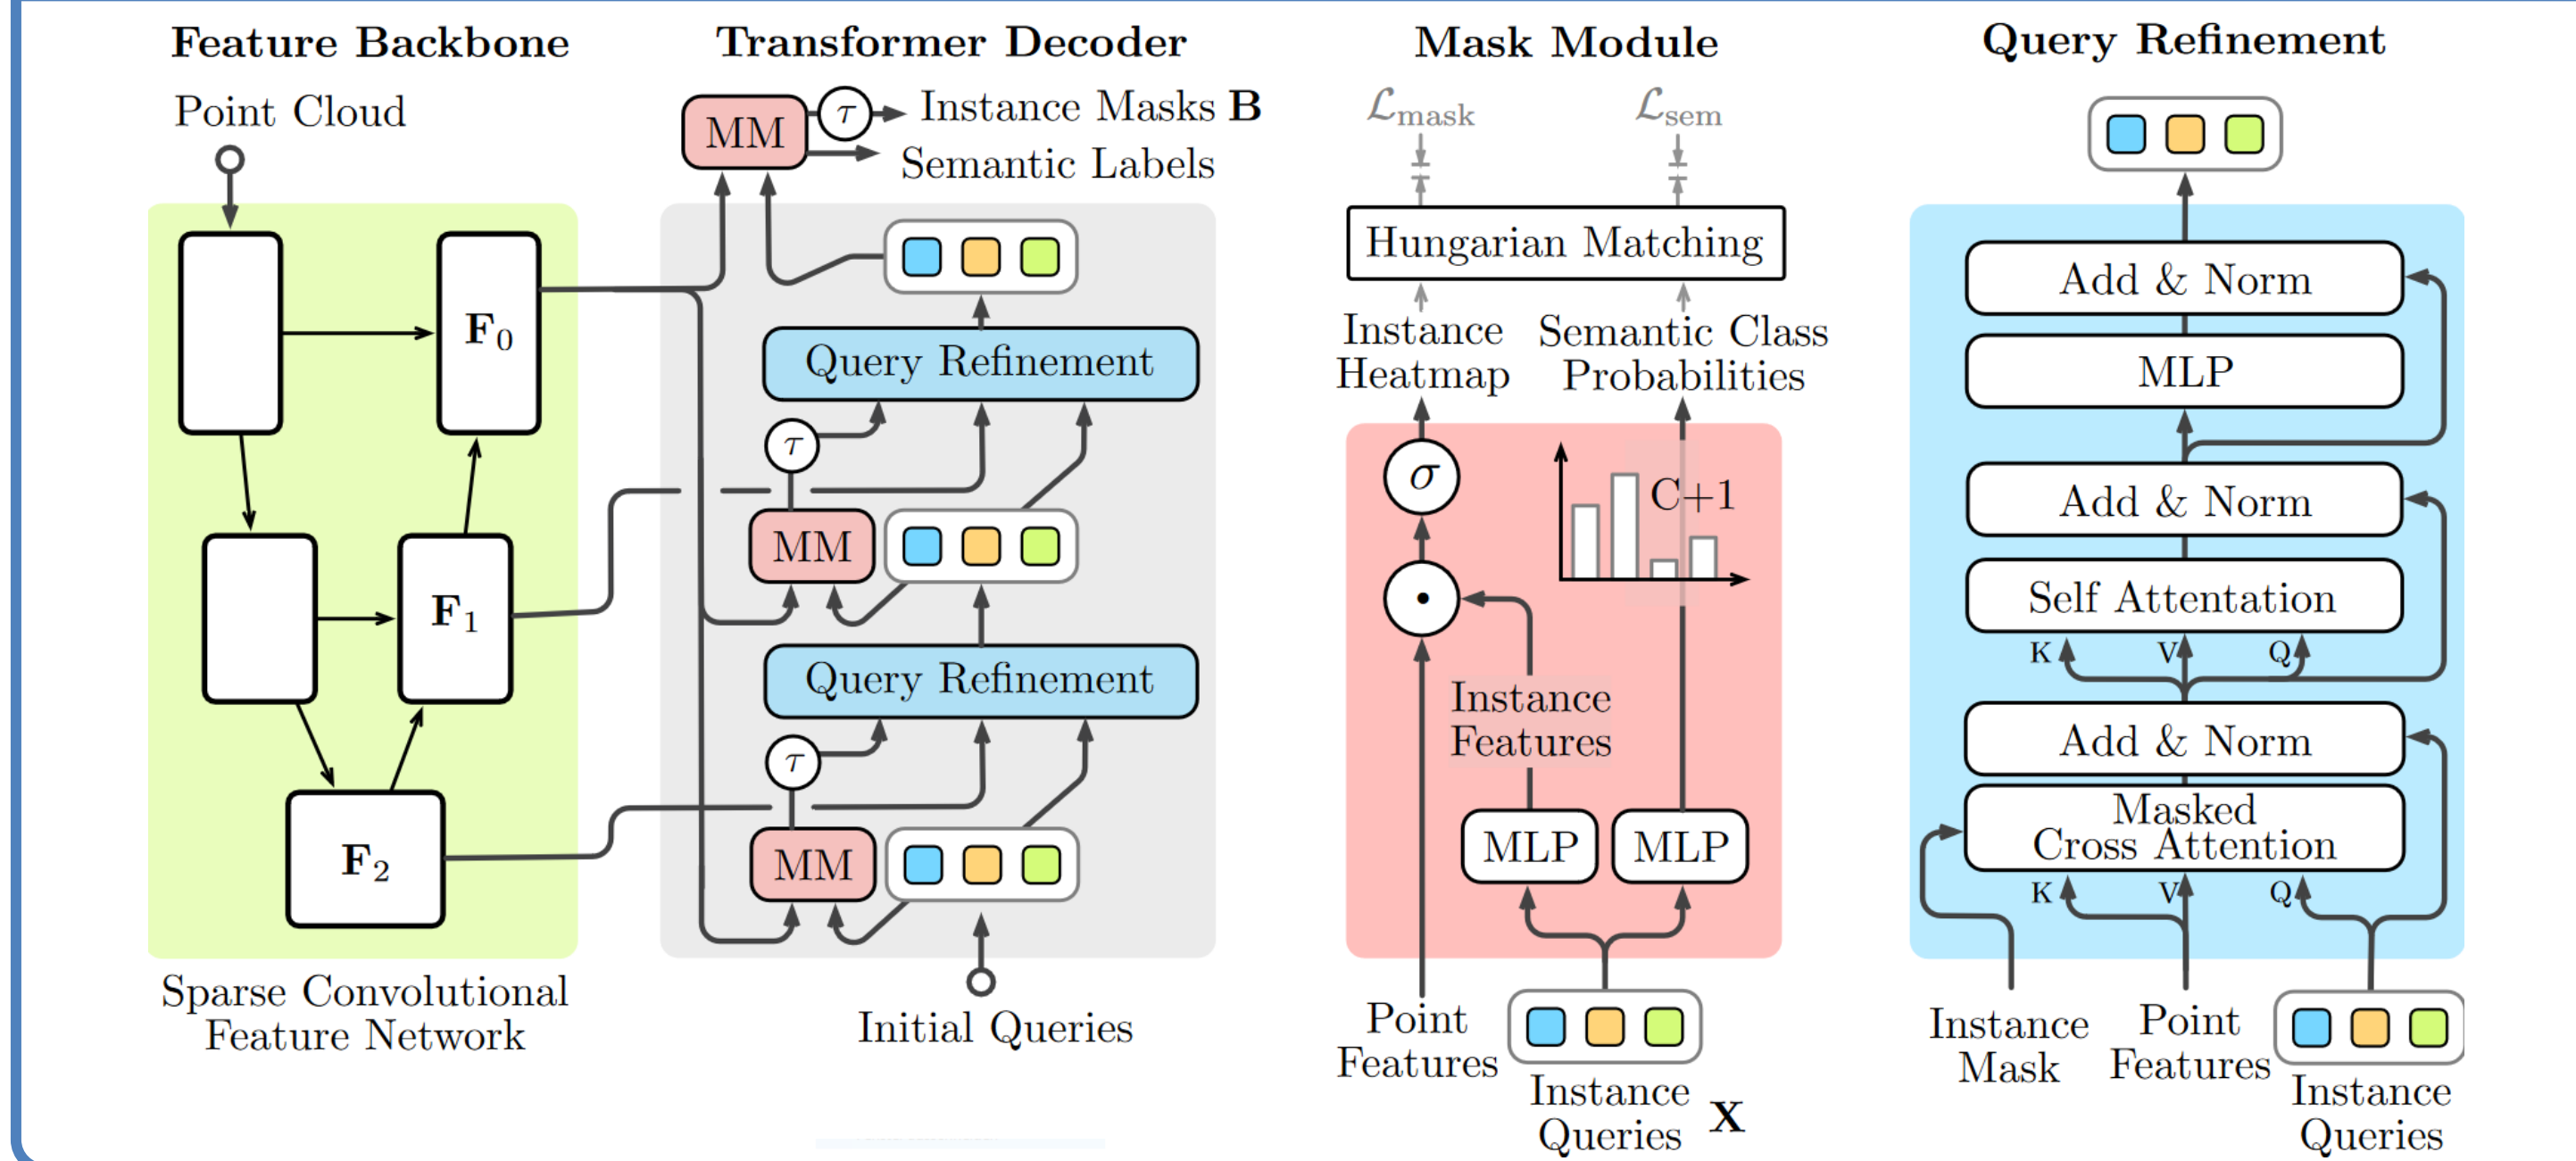 Feature Backbone
Point Cloud
F0
F1
F2
Sparse Convolutional
Feature Network
Transformer Decoder
MM
τ
Instance Masks B
Semantic Labels
Query Refinement
τ
MM
Query Refinement
τ
MM
Initial Queries
Mask Module
ℒmask
ℒsem
Hungarian Matching
Instance
Heatmap
Semantic Class
Probabilities
σ
C+1
Instance
Features
MLP
MLP
Point
Features
Instance
Queries X
Query Refinement
Add & Norm
MLP
Add & Norm
Self Attentation
K
V
Q
Add & Norm
Masked
Cross Attention
K
V
Q
Instance
Mask
Point
Features
Instance
Queries